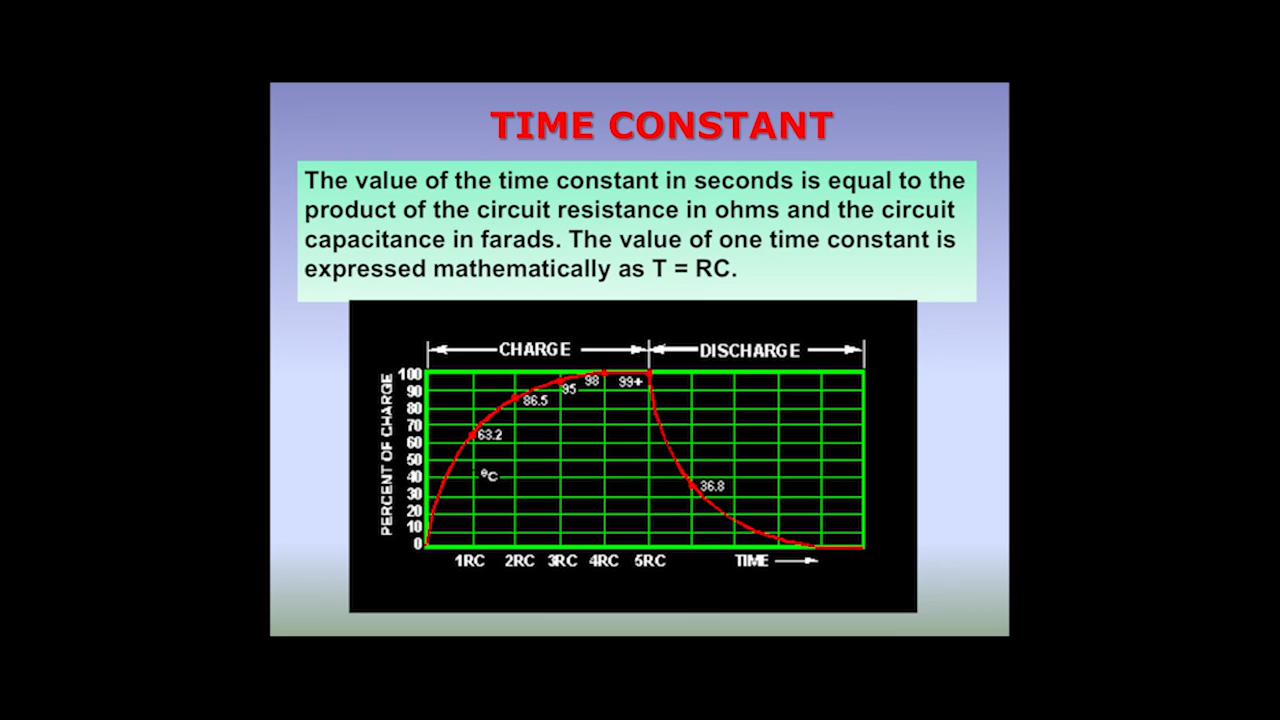 TIME CONSTANT
The value of the time constant in seconds is equal to the
product of the circuit resistance in ohms and the circuit
capacitance in farads. The value of one time constant is
expressed mathematically as T = RC.
CHARGE DISCHARGE
PERCENT OF CHARGE
100
90
80
70
60
50
40
30
20
10
0
63.2
86.5
95
98
99+
eC
36.8
1RC 2RC 3RC 4RC 5RC TIME